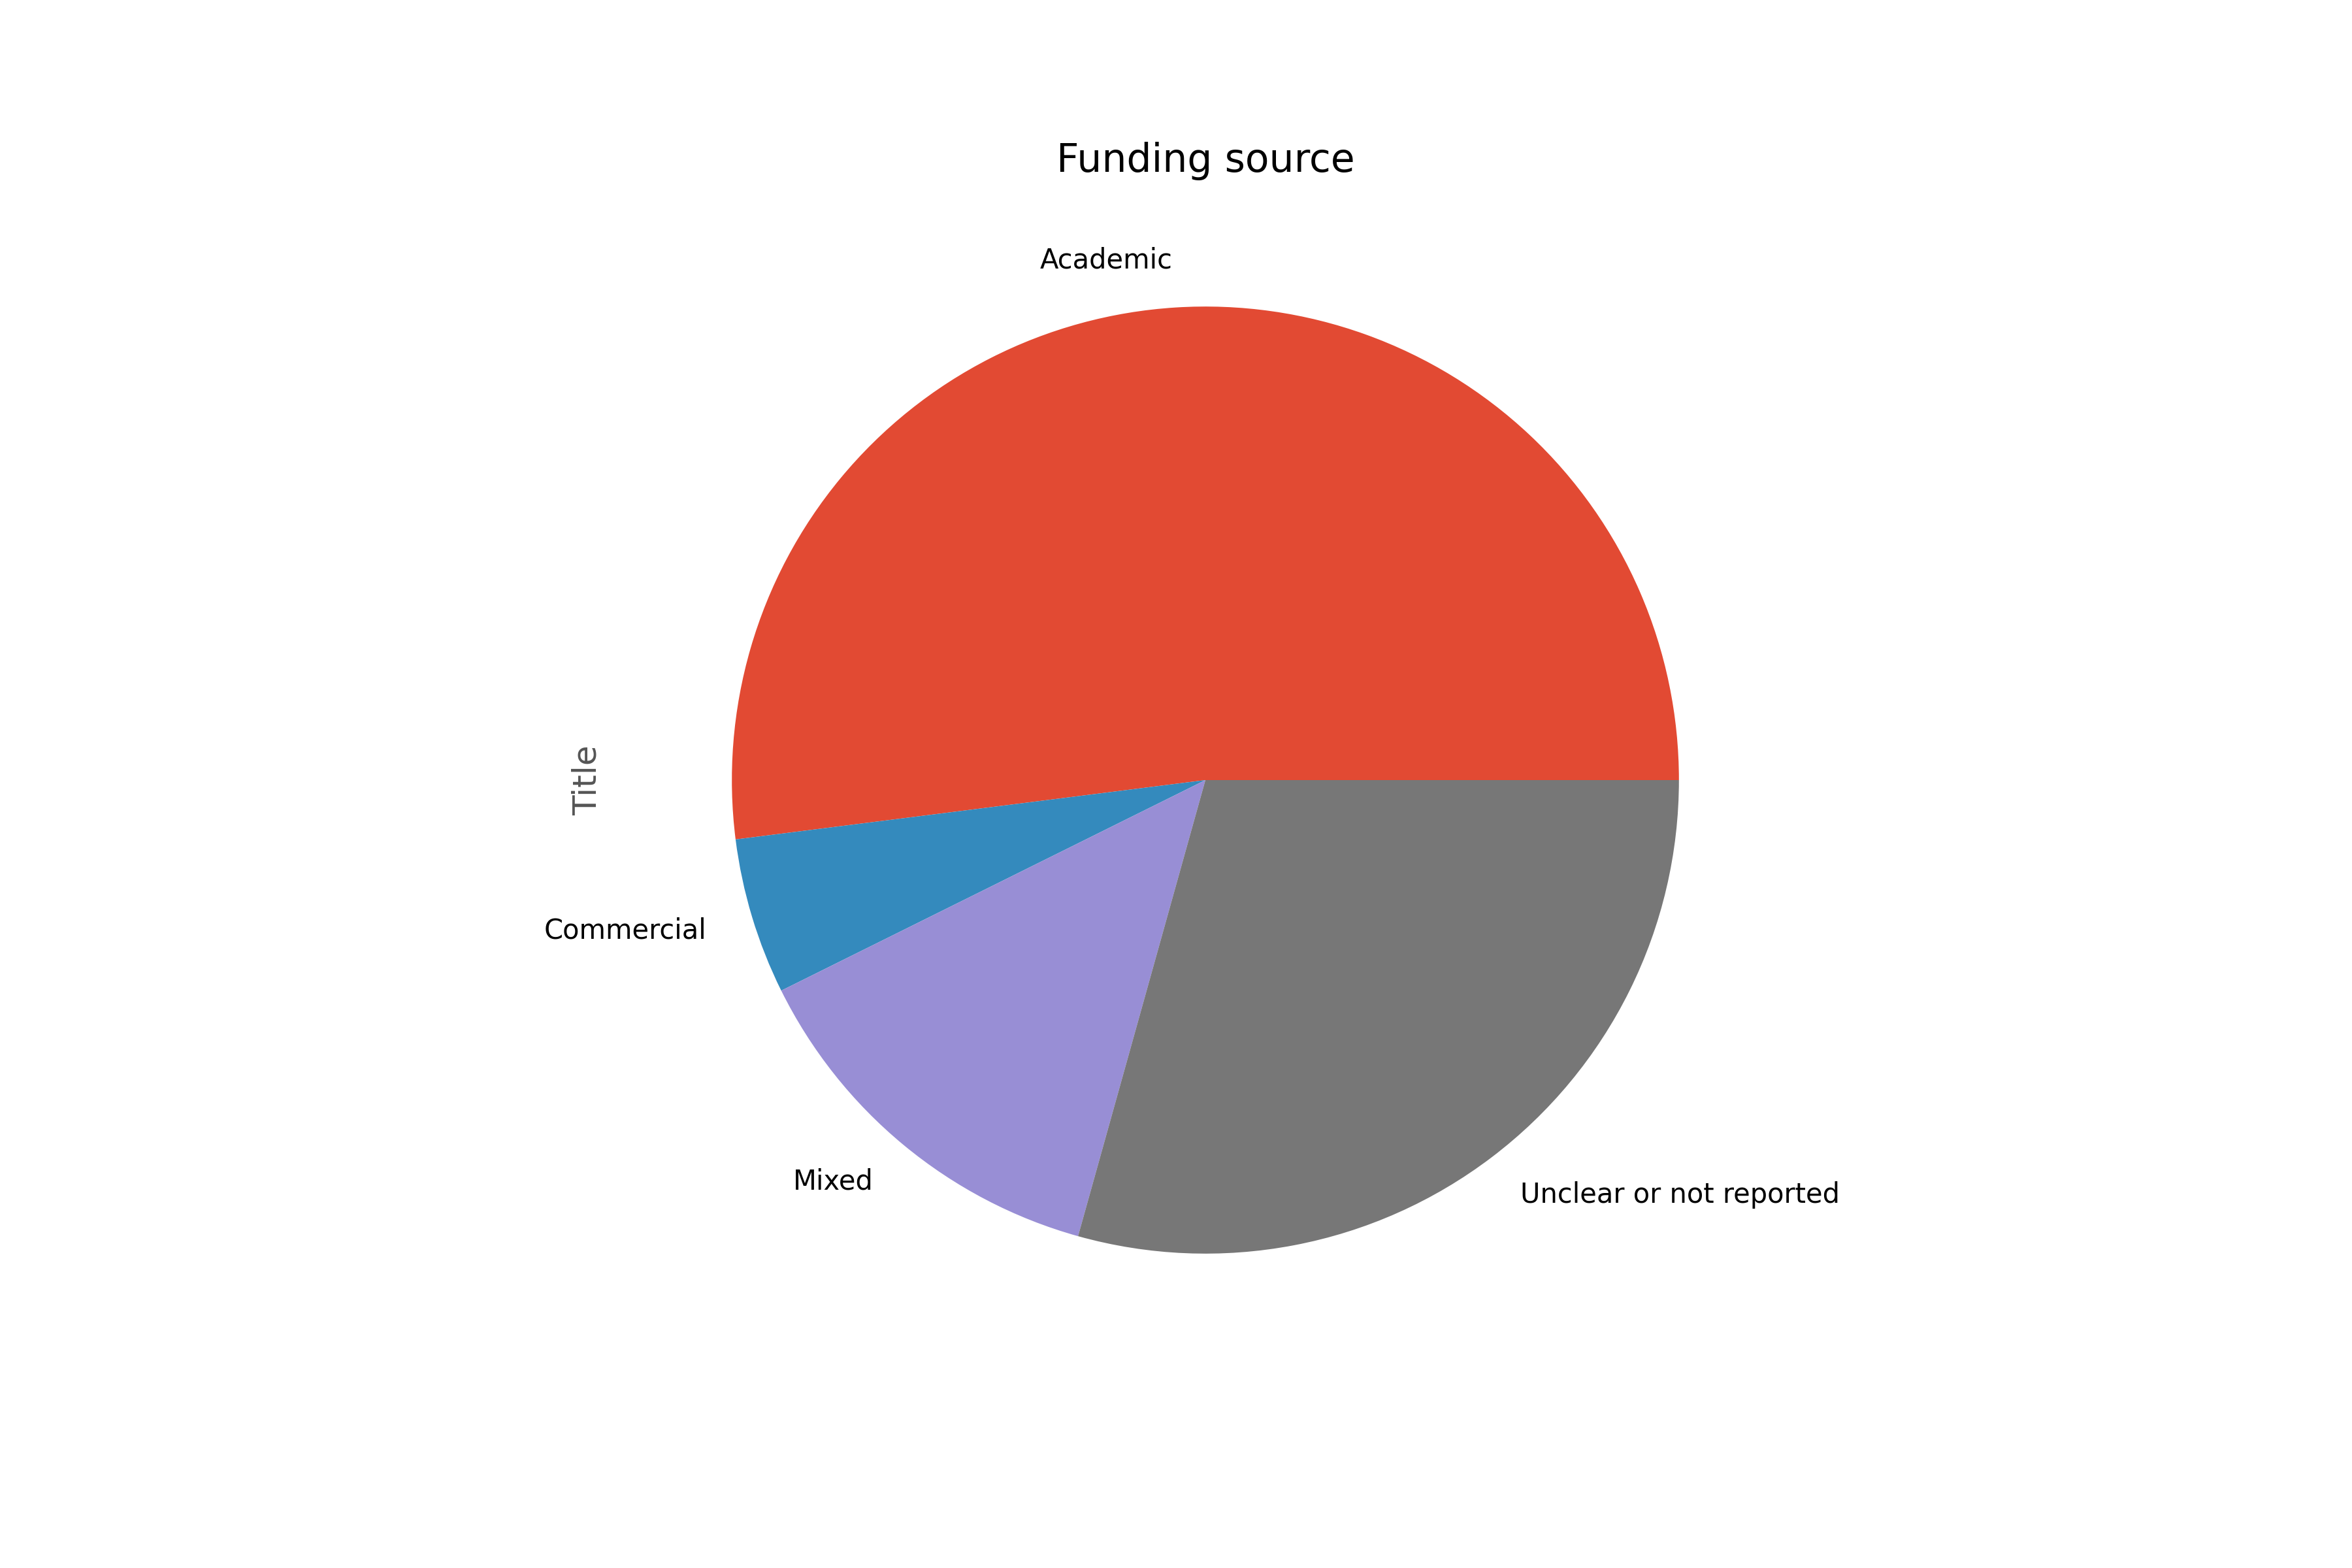 Funding source
Academic
Title
Commercial
Mixed
Unclear or not reported